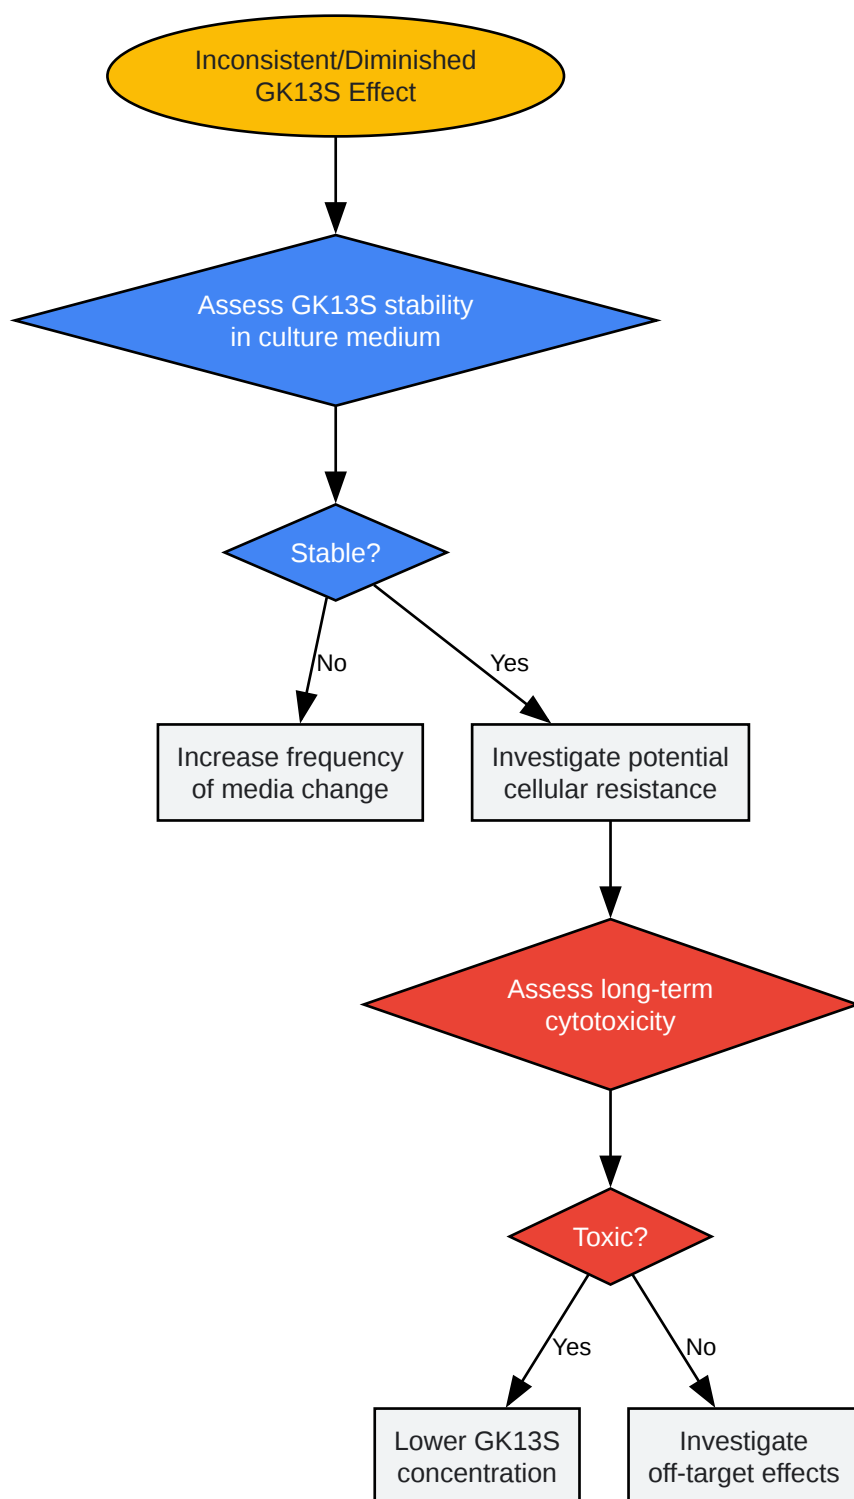 Inconsistent/Diminished
GK13S Effect
Assess GK13S stability
in culture medium
Stable?
No
Yes
Increase frequency
of media change
Investigate potential
cellular resistance
Assess long-term
cytotoxicity
Toxic?
Yes
No
Lower GK13S
concentration
Investigate
off-target effects